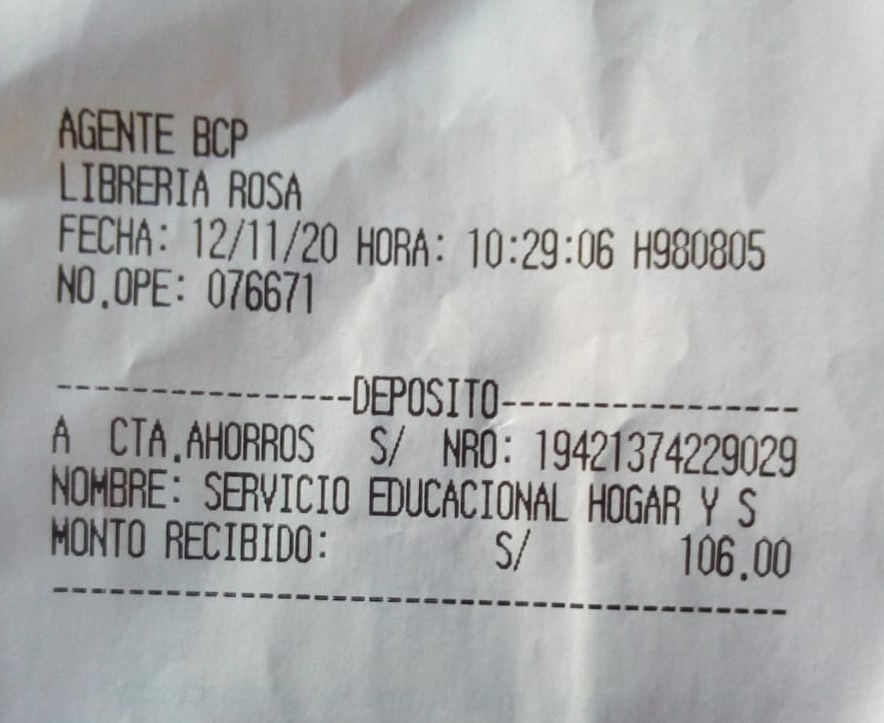 AGENTE BCP
LIBRERIA ROSA
FECHA: 12/11/20 HORA: 10:29:06 H980805
NO.OPE: 076671
----------------DEPOSITO----------------
A CTA.AHORROS S/ NRO: 19421374229029
NOMBRE: SERVICIO EDUCACIONAL HOGAR Y S
MONTO RECIBIDO: S/ 106.00
----------------------------------------